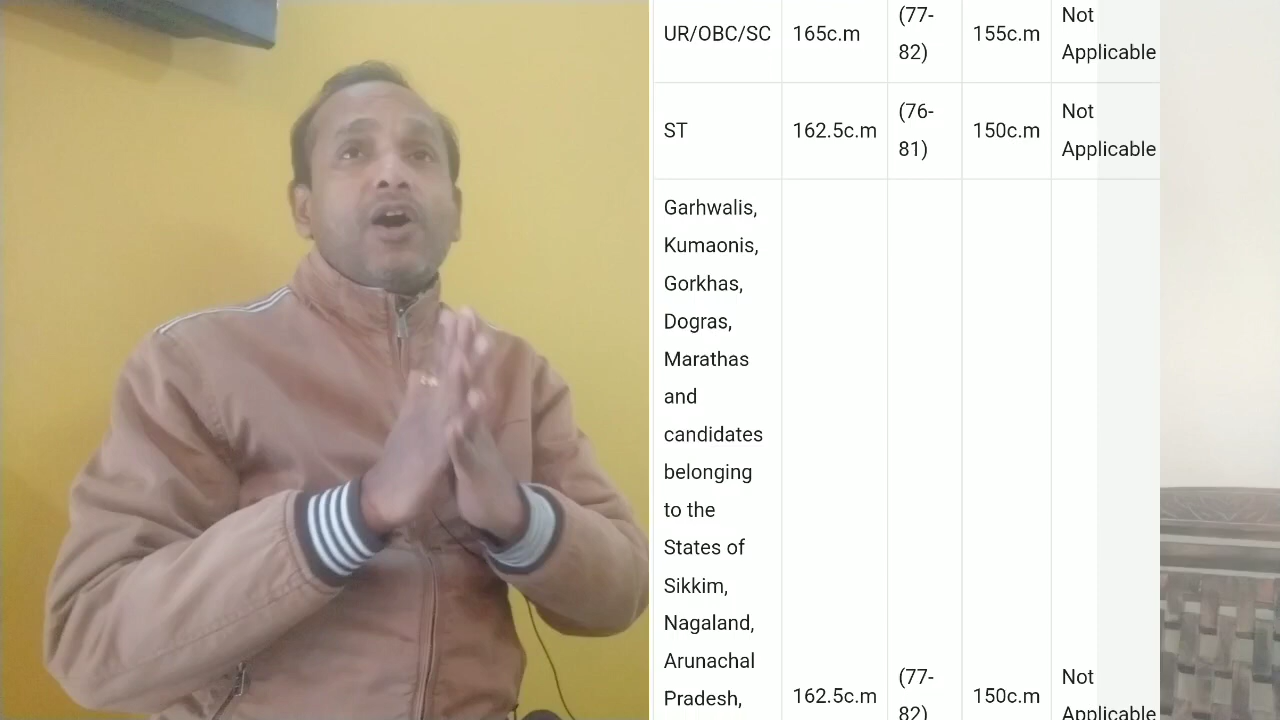 UR/OBC/SC 165c.m (77-82) 155c.m Not Applicable
ST 162.5c.m (76-81) 150c.m Not Applicable
Garhwalis,
Kumaonis,
Gorkhas,
Dogras,
Marathas
and
candidates
belonging
to the
States of
Sikkim,
Nagaland,
Arunachal
Pradesh, 162.5c.m (77-82) 150c.m Not Applicable